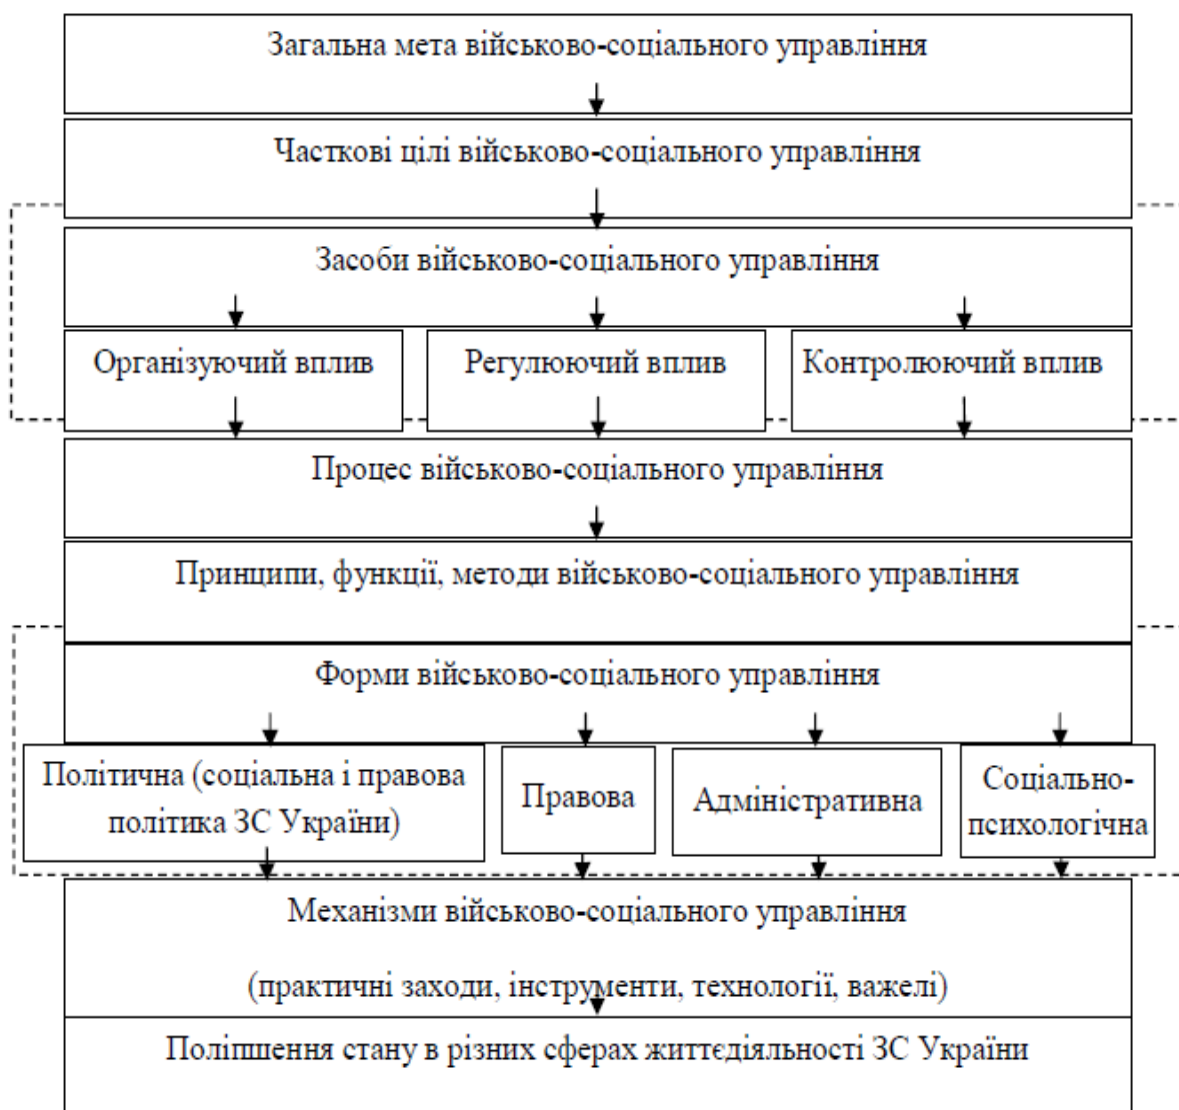 Загальна мета військово-соціального управління
Часткові цілі військово-соціального управління
Засоби військово-соціального управління
Організуючий вплив
Регулюючий вплив
Контролюючий вплив
Процес військово-соціального управління
Принципи, функції, методи військово-соціального управління
Форми військово-соціального управління
Політична (соціальна і правова
політика ЗС України)
Правова
Адміністративна
Соціально-
психологічна
Механізми військово-соціального управління
(практичні заходи, інструменти, технології, важелі)
Поліпшення стану в різних сферах життєдіяльності ЗС України